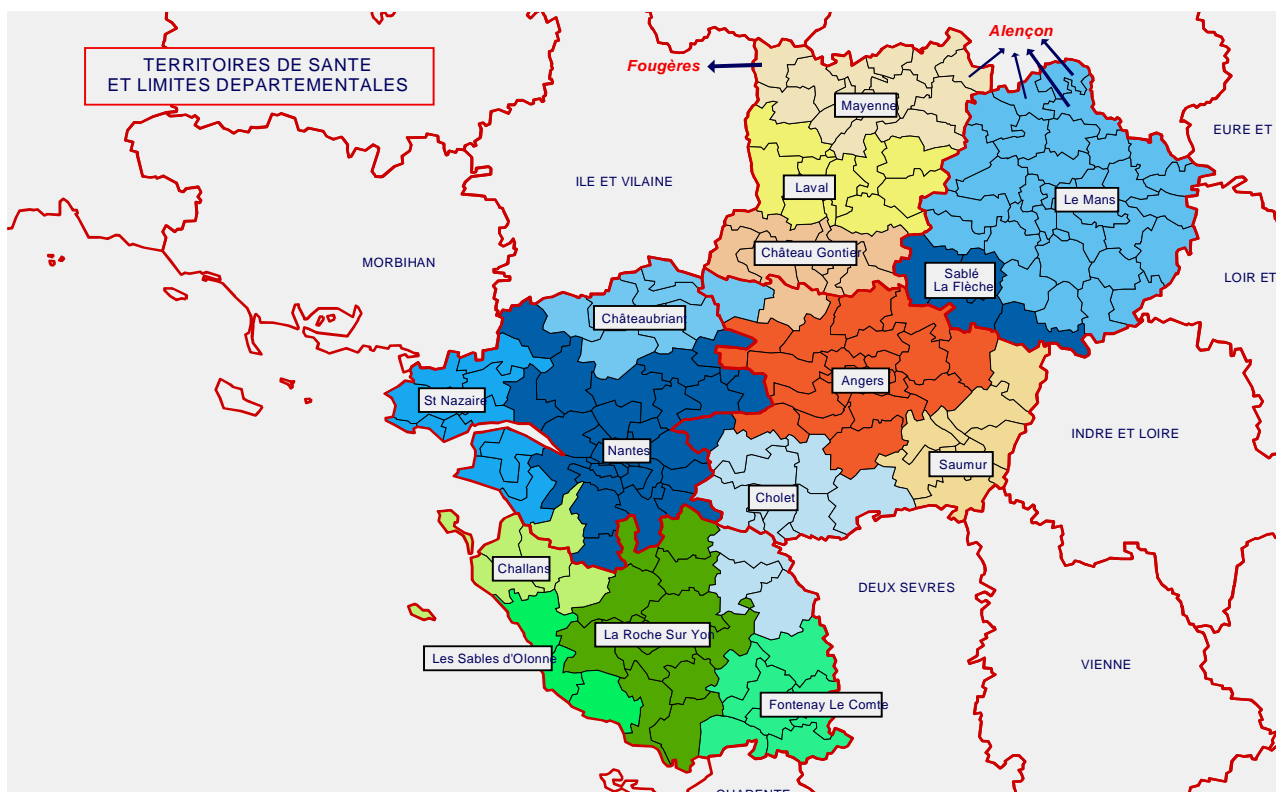 TERRITOIRES DE SANTE
ET LIMITES DEPARTEMENTALES
Alençon
Fougères
Mayenne
EURE ET
ILE ET VILAINE
Laval
Le Mans
Château Gontier
MORBIHAN
Sablé
La Flèche
LOIR ET
Châteaubriant
Angers
St Nazaire
INDRE ET LOIRE
Nantes
Saumur
Cholet
Challans
DEUX SEVRES
La Roche Sur Yon
Les Sables d'Olonne
VIENNE
Fontenay Le Comte
CHARENTE